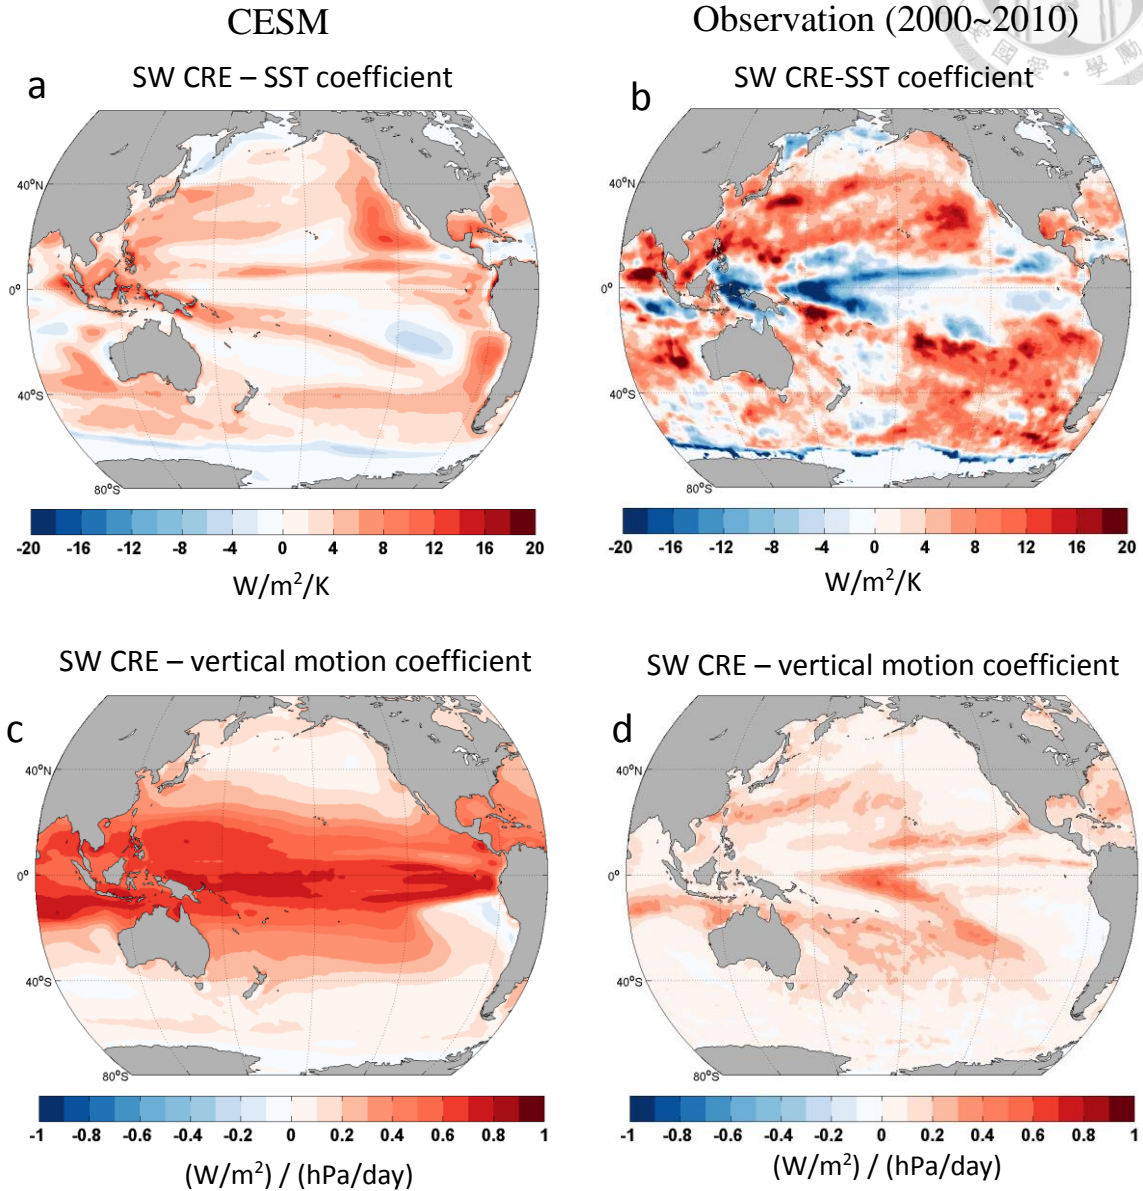 CESM
Observation (2000~2010)
國 愛 · 學 勵
a
SW CRE – SST coefficient
b
SW CRE-SST coefficient
40°N
0°
40°S
80°S
40°N
0°
40°S
80°S
-20 -16 -12 -8 -4 0 4 8 12 16 20
W/m²/K
-20 -16 -12 -8 -4 0 4 8 12 16 20
W/m²/K
SW CRE – vertical motion coefficient
SW CRE – vertical motion coefficient
c
d
40°N
0°
40°S
80°S
40°N
0°
40°S
80°S
-1 -0.8 -0.6 -0.4 -0.2 0 0.2 0.4 0.6 0.8 1
(W/m²) / (hPa/day)
-1 -0.8 -0.6 -0.4 -0.2 0 0.2 0.4 0.6 0.8 1
(W/m²) / (hPa/day)